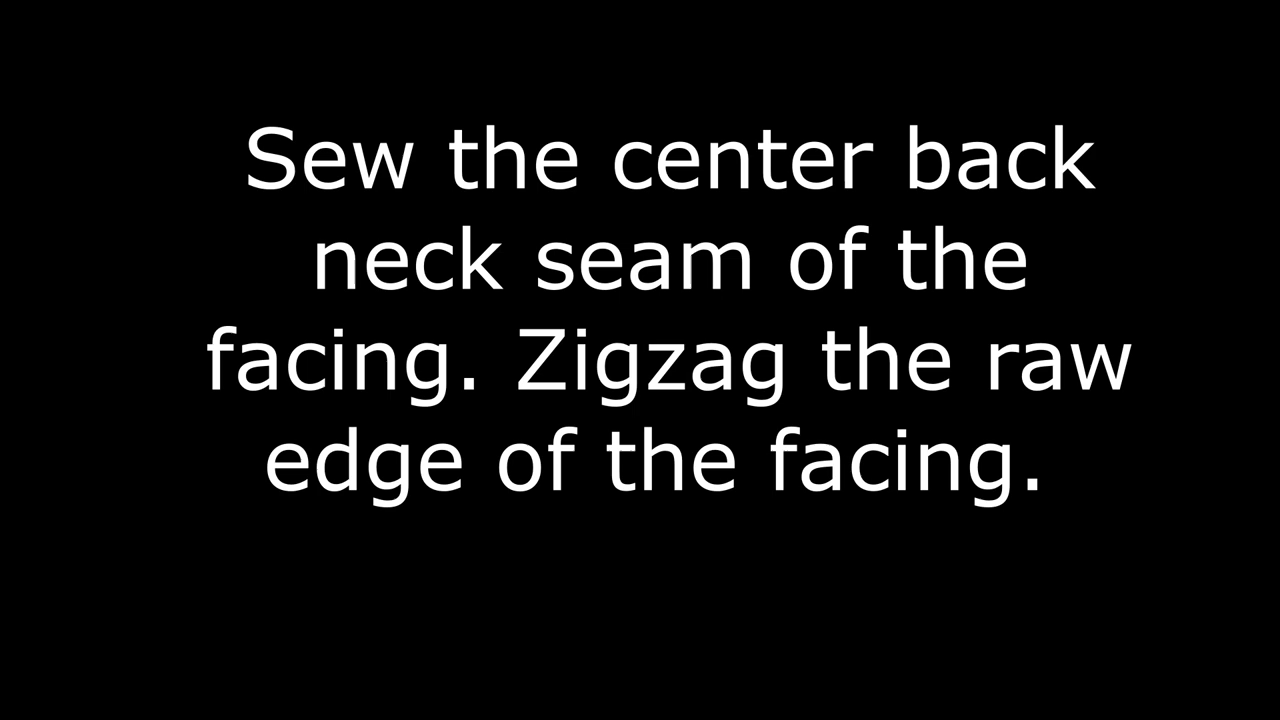 Sew the center back
neck seam of the
facing. Zigzag the raw
edge of the facing.